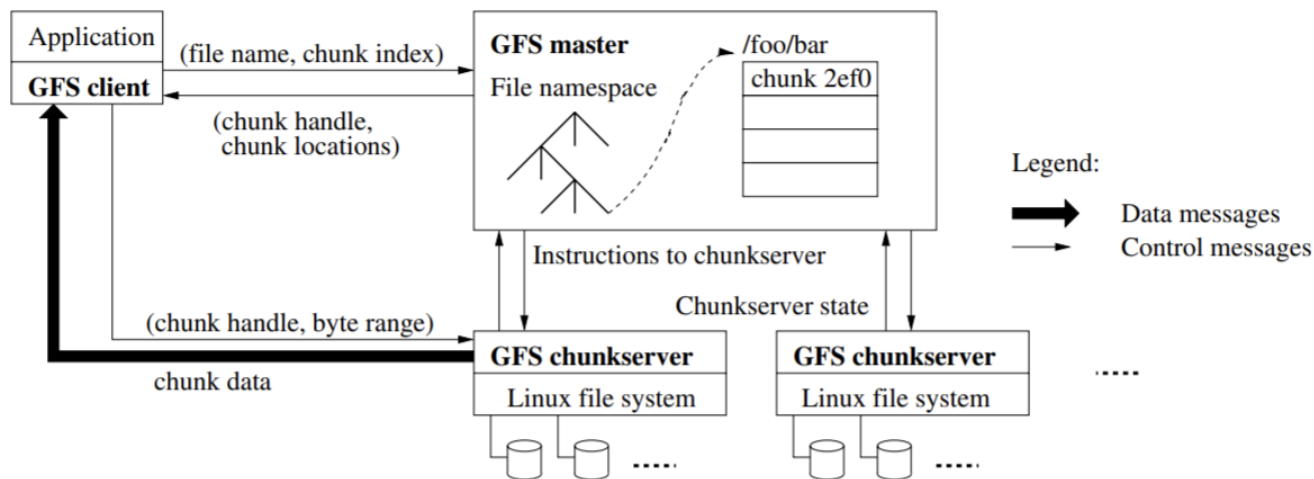 Application
GFS client
(file name, chunk index)
(chunk handle,
chunk locations)
GFS master
File namespace
/foo/bar
chunk 2ef0
Legend:
Data messages
Control messages
Instructions to chunkserver
Chunkserver state
(chunk handle, byte range)
chunk data
GFS chunkserver
Linux file system
GFS chunkserver
Linux file system